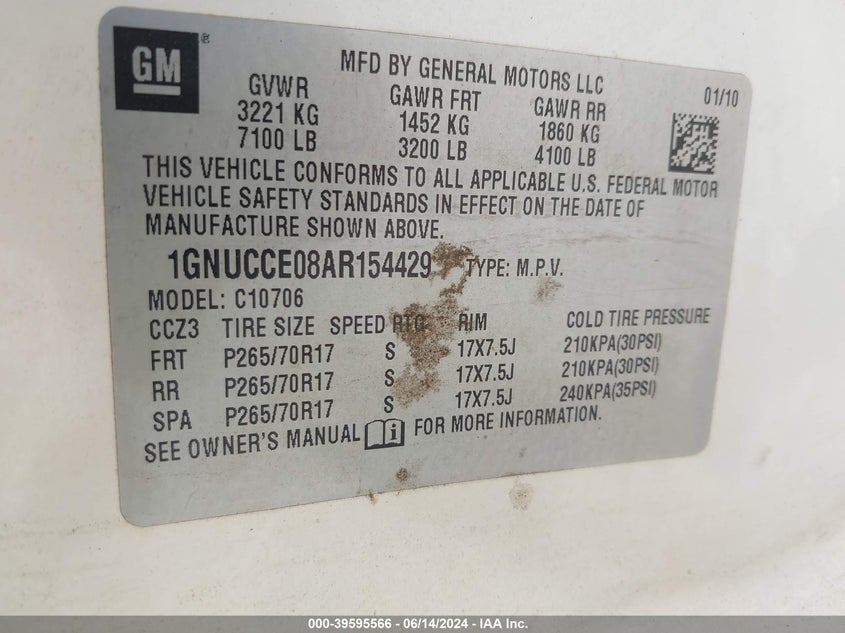 GM®
MFD BY GENERAL MOTORS LLC
01/10
GVWR GAWR FRT GAWR RR
3221 KG 1452 KG 1860 KG
7100 LB 3200 LB 4100 LB
THIS VEHICLE CONFORMS TO ALL APPLICABLE U.S. FEDERAL MOTOR
VEHICLE SAFETY STANDARDS IN EFFECT ON THE DATE OF
MANUFACTURE SHOWN ABOVE.
1GNUCCE08AR154429 TYPE: M.P.V.
MODEL: C10706
CCZ3 TIRE SIZE SPEED RTG RIM COLD TIRE PRESSURE
FRT P265/70R17 S 17X7.5J 210KPA(30PSI)
RR P265/70R17 S 17X7.5J 210KPA(30PSI)
SPA P265/70R17 S 17X7.5J 240KPA(35PSI)
SEE OWNER'S MANUAL FOR MORE INFORMATION.
000-39595566 - 06/14/2024 - IAA Inc.